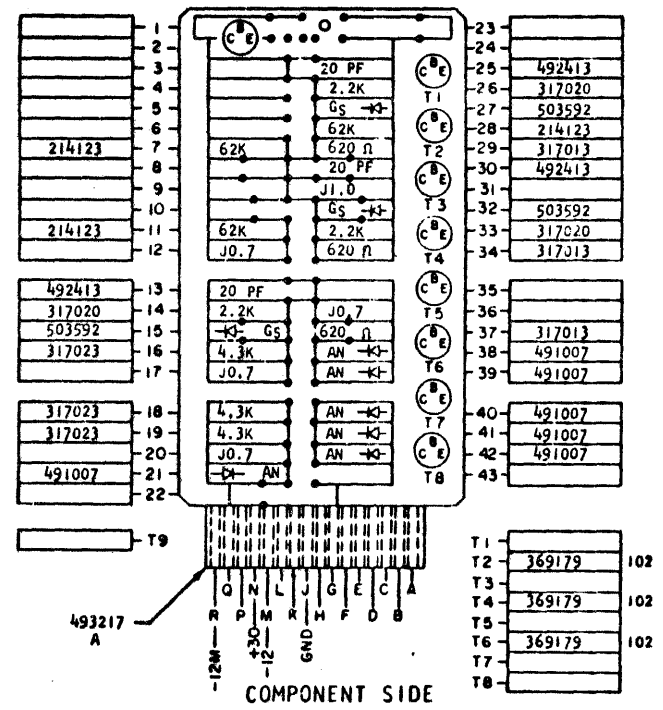 1 23
2 24
3 20 PF 25 492413
4 2.2K 26 317020
5 GS 27 503592
6 62K 28 214123
214123 7 62K 620 Ω 29 317013
8 20 PF 30 492413
9 J1.0 31
10 GS 32 503592
214123 11 62K 2.2K 33 317020
12 J0.7 620 Ω 34 317013
492413 13 20 PF 35
317020 14 2.2K J0.7 36
503592 15 GS 620 Ω 37 317013
317023 16 4.3K AN 38 491007
17 J0.7 AN 39 491007
317023 18 4.3K AN 40 491007
317023 19 4.3K AN 41 491007
20 J0.7 AN 42 491007
491007 21 AN 43
22
C B E
C B E
T1
C B E
T2
C B E
T3
C B E
T4
C B E
T5
C B E
T6
C B E
T7
C B E
T8
T9
T1
T2 369179 102
T3
T4 369179 102
T5
T6 369179 102
T7
T8
493217
A
Q N L J G E C A
R P M K H F D B
-12M +30 -12 GND
COMPONENT SIDE